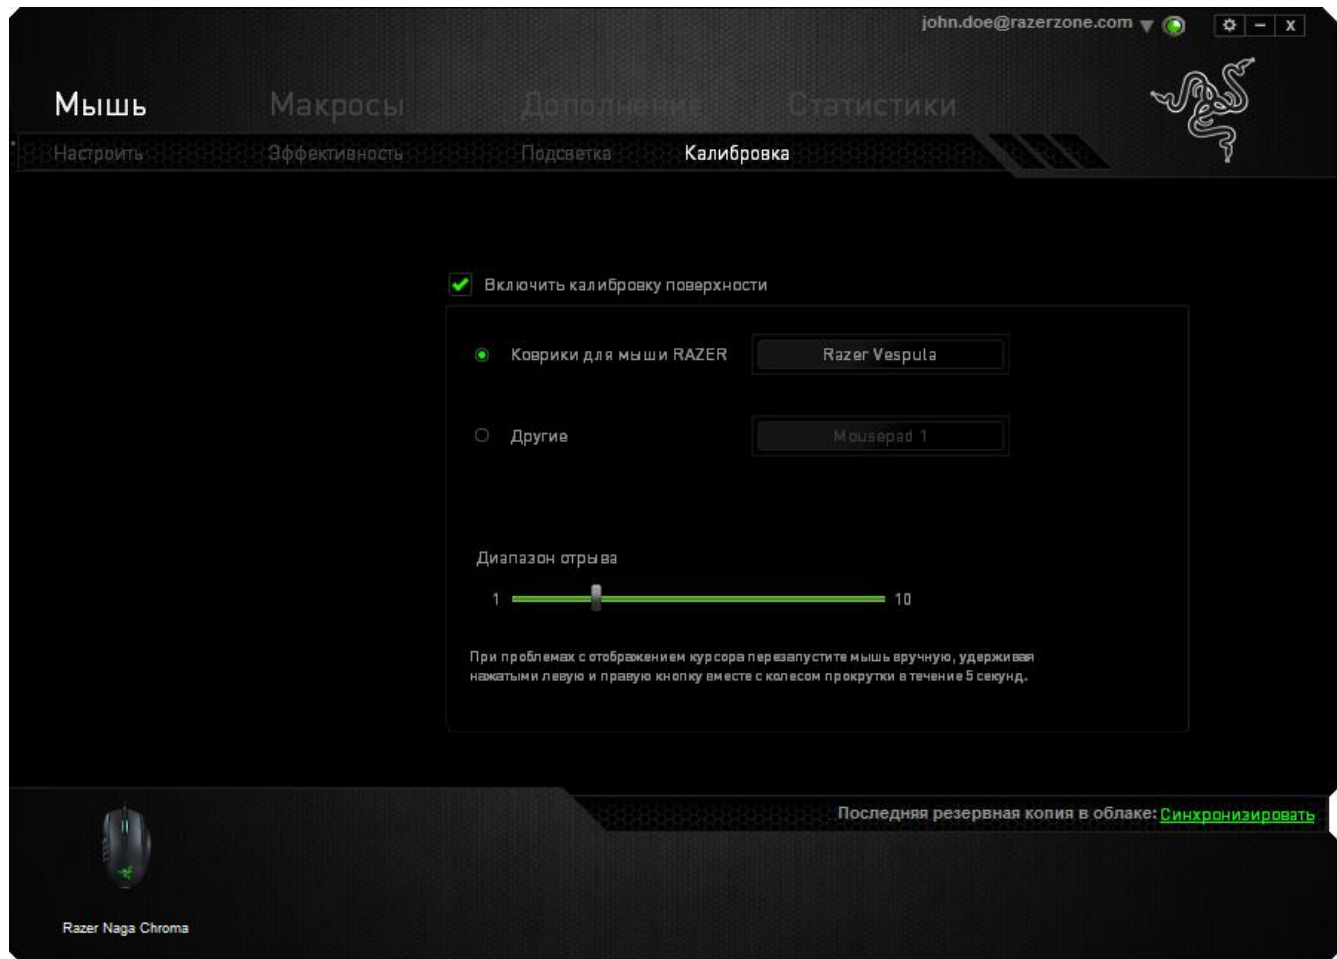 john.doe@razerzone.com
Мышь Макросы Дополнение Статистики
Настроить Эффективность Подсветка Калибровка
Включить калибровку поверхности
Коврики для мыши RAZER Razer Vespula
Другие Mousepad 1
Диапазон отрыва
1 10
При проблемах с отображением курсора перезапустите мышь вручную, удерживая
нажатыми левую и правую кнопку вместе с колесом прокрутки в течение 5 секунд.
Последняя резервная копия в облаке: Синхронизировать
Razer Naga Chroma